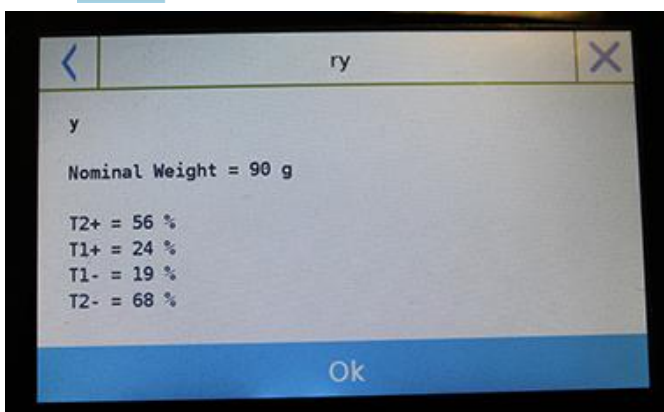 ry
y
Nominal Weight = 90 g
T2+ = 56 %
T1+ = 24 %
T1- = 19 %
T2- = 68 %
Ok